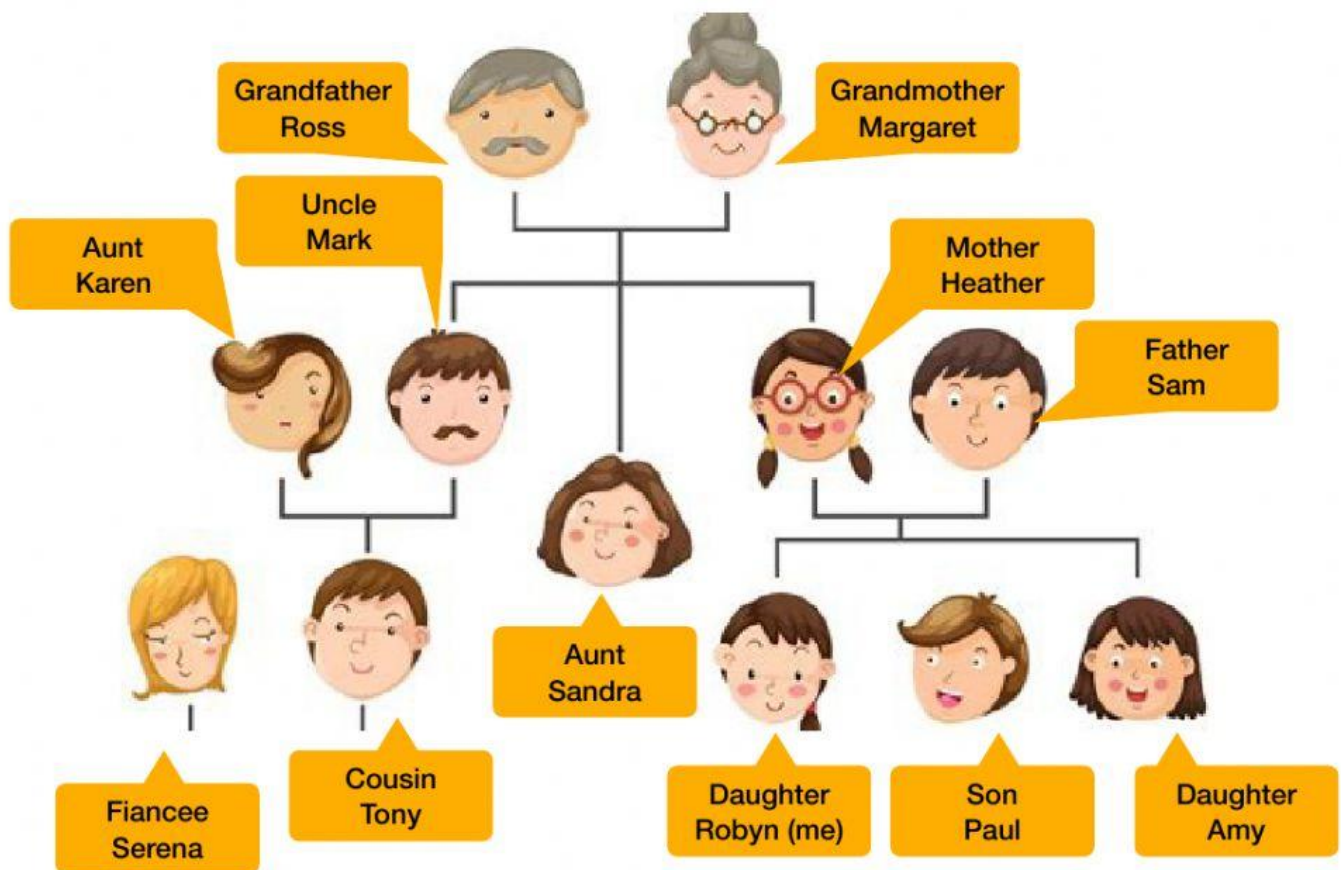 Grandfather
Ross
Grandmother
Margaret
Uncle
Mark
Aunt
Karen
Mother
Heather
Father
Sam
Aunt
Sandra
Fiancee
Serena
Cousin
Tony
Daughter
Robyn (me)
Son
Paul
Daughter
Amy